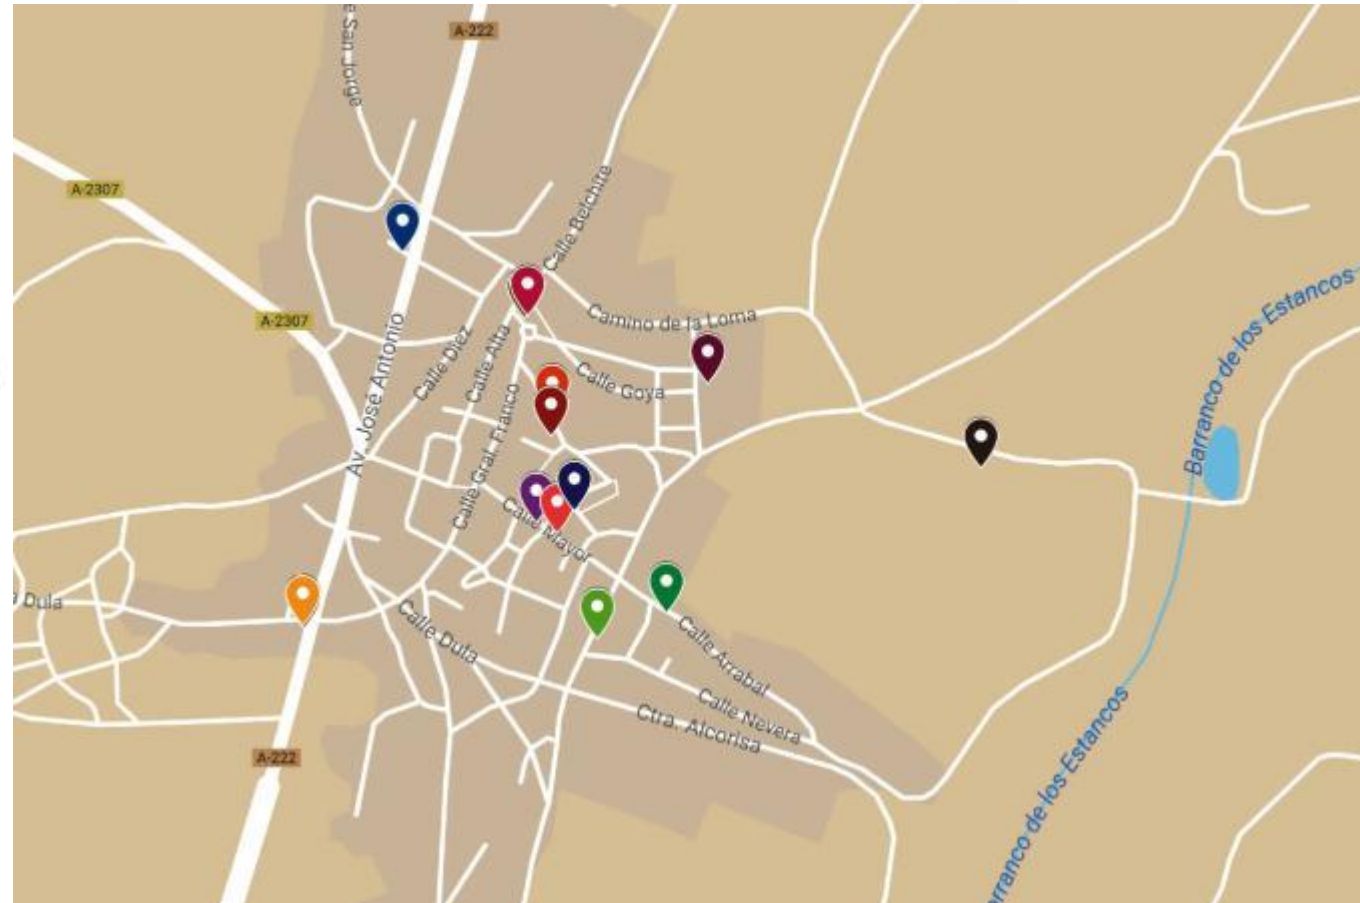 A-222
e San Jorge
A-2307
Calle Belchite
A-2307
Camino de la Loma
Av. José Antonio
Calle Diez
Calle Alta
Calle Goya
Calle Gral. Franco
Barranco de los Estancos
Calle Mayor
a Dula
Calle Dula
Calle Arrabal
Calle Nevera
Ctra. Alcorisa
A-222
rranco de los Estancos